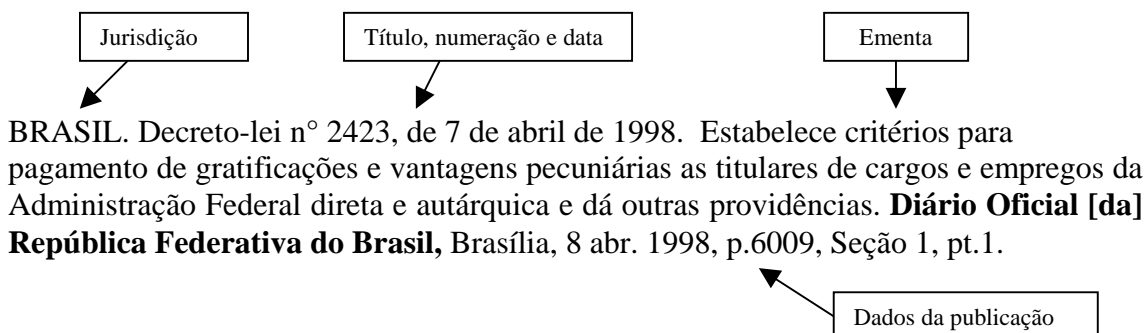 Jurisdição
Título, numeração e data
Ementa
BRASIL. Decreto-lei n° 2423, de 7 de abril de 1998. Estabelece critérios para
pagamento de gratificações e vantagens pecuniárias as titulares de cargos e empregos da
Administração Federal direta e autárquica e dá outras providências. Diário Oficial [da]
República Federativa do Brasil, Brasília, 8 abr. 1998, p.6009, Seção 1, pt.1.
Dados da publicação